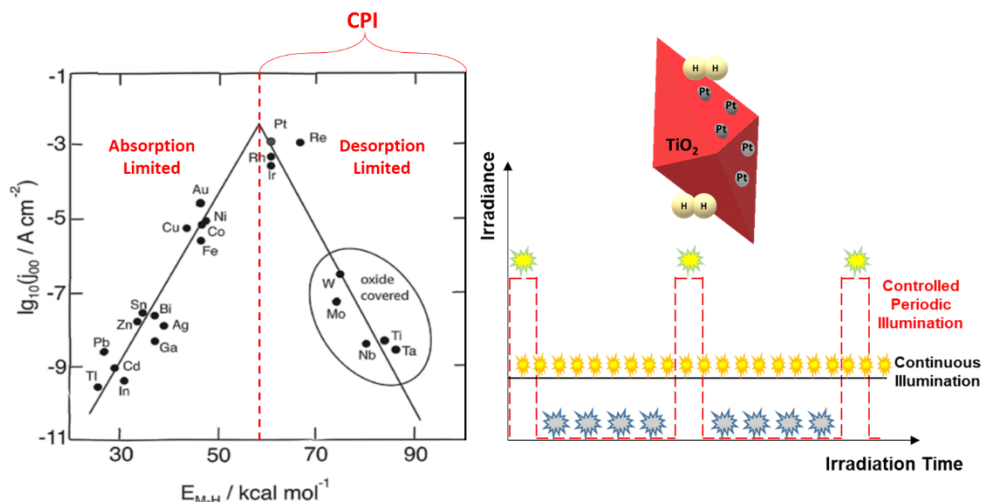 CPI
-1
-3
-5
-7
-9
-11
lg10(j00 / A cm-2)
Absorption
Limited
Desorption
Limited
Pt
Re
Rh
Ir
Au
Ni
Cu
Co
Fe
W
oxide
covered
Mo
Sn
Bi
Zn
Ag
Ga
Nb
Ti
Ta
Pb
Cd
Tl
In
30
50
70
90
EM-H / kcal mol-1
H
H
Pt
Pt
Pt
TiO2
Pt
Pt
H
H
Irradiance
Controlled
Periodic
Illumination
Continuous
Illumination
Irradiation Time